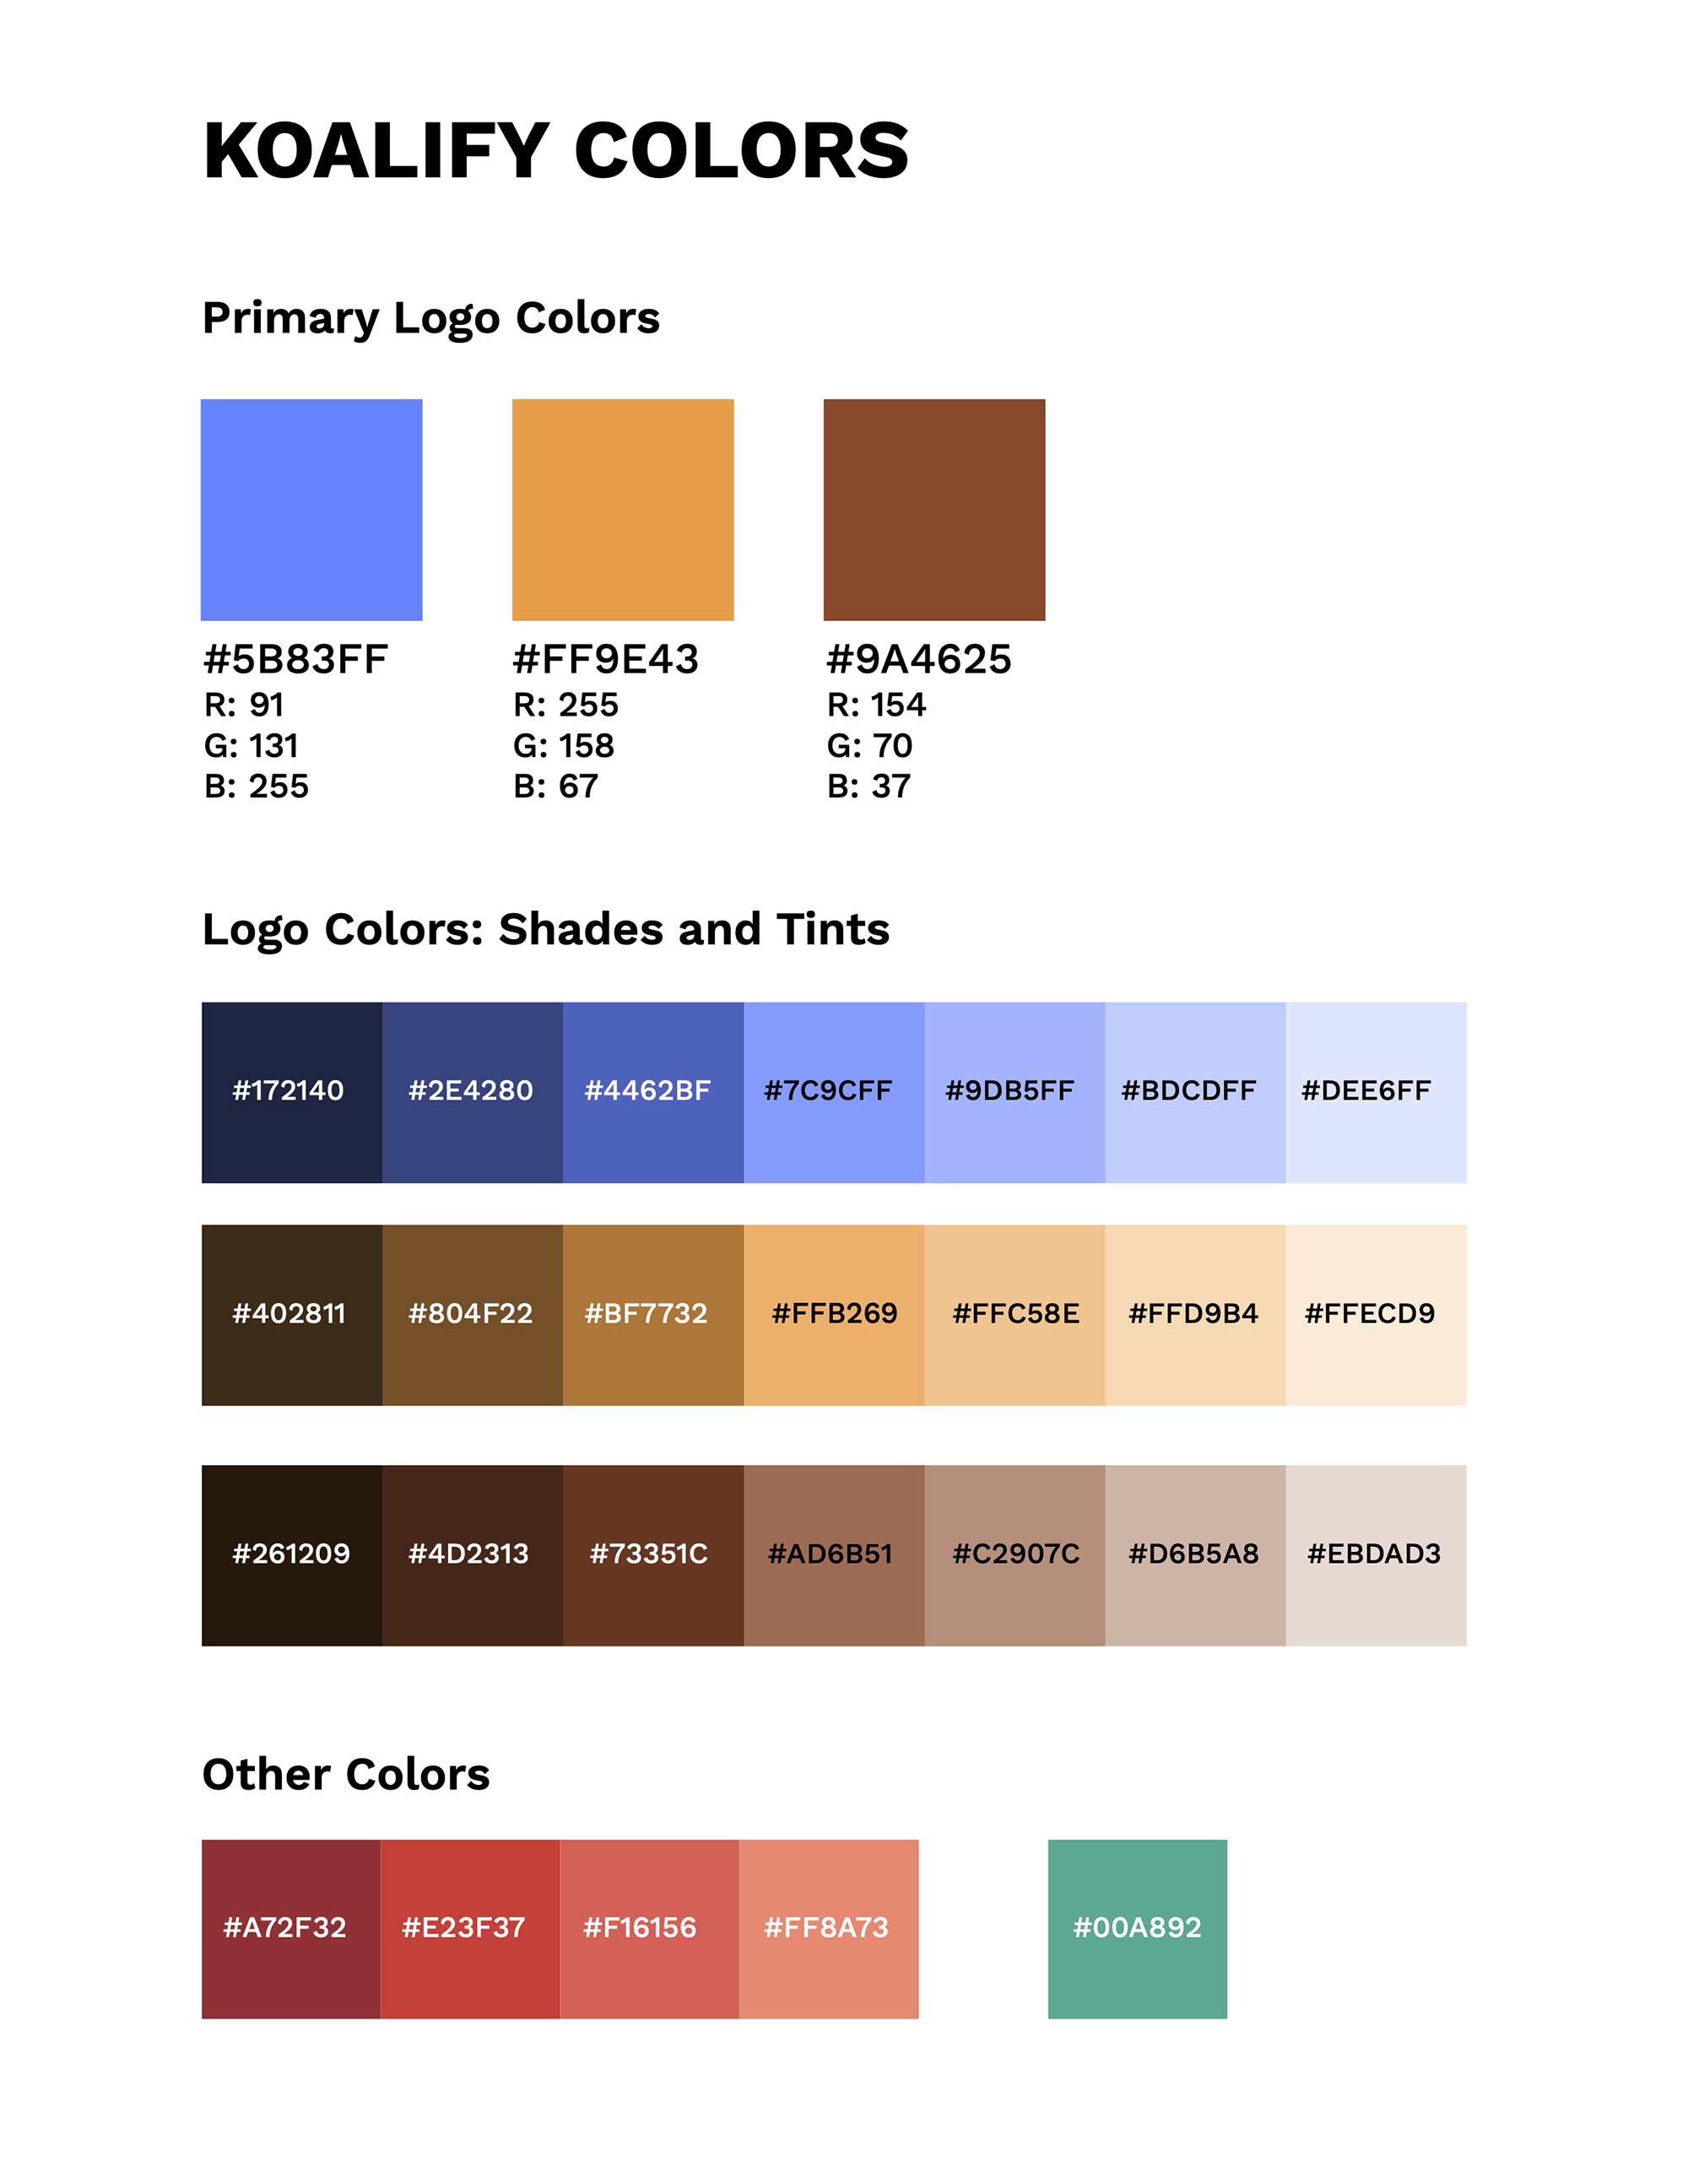 KOALIFY COLORS
Primary Logo Colors
#5B83FF
R: 91
G: 131
B: 255
#FF9E43
R: 255
G: 158
B: 67
#9A4625
R: 154
G: 70
B: 37
Logo Colors: Shades and Tints
#172140 #2E4280 #4462BF #7C9CFF #9DB5FF #BDCDFF #DEE6FF
#402811 #804F22 #BF7732 #FFB269 #FFC58E #FFD9B4 #FFECD9
#261209 #4D2313 #73351C #AD6B51 #C2907C #D6B5A8 #EBDAD3
Other Colors
#A72F32 #E23F37 #F16156 #FF8A73 #00A892